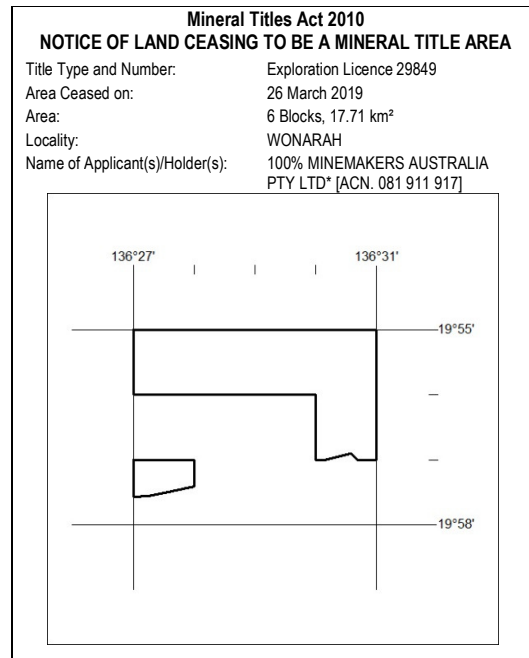 Mineral Titles Act 2010
NOTICE OF LAND CEASING TO BE A MINERAL TITLE AREA
Title Type and Number: Exploration Licence 29849
Area Ceased on: 26 March 2019
Area: 6 Blocks, 17.71 km²
Locality: WONARAH
Name of Applicant(s)/Holder(s): 100% MINEMAKERS AUSTRALIA
PTY LTD* [ACN. 081 911 917]
136°27' 136°31'
19°55'
19°58'